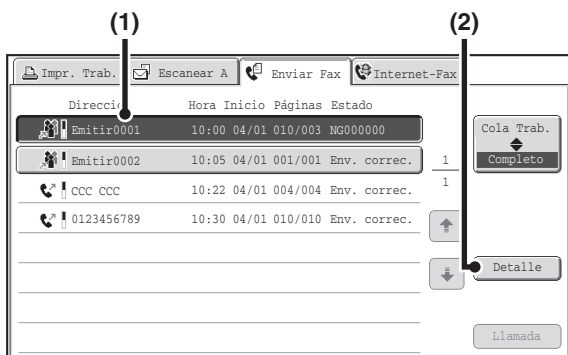 (1) (2)
Impr. Trab. Escanear A Enviar Fax Internet-Fax
Direcció Hora Inicio Páginas Estado
Emitir0001 10:00 04/01 010/003 NG000000
Cola Trab.
Completo
Emitir0002 10:05 04/01 001/001 Env. correc.
1
1
CCC CCC 10:22 04/01 004/004 Env. correc.
0123456789 10:30 04/01 010/010 Env. correc.
Detalle
Llamada